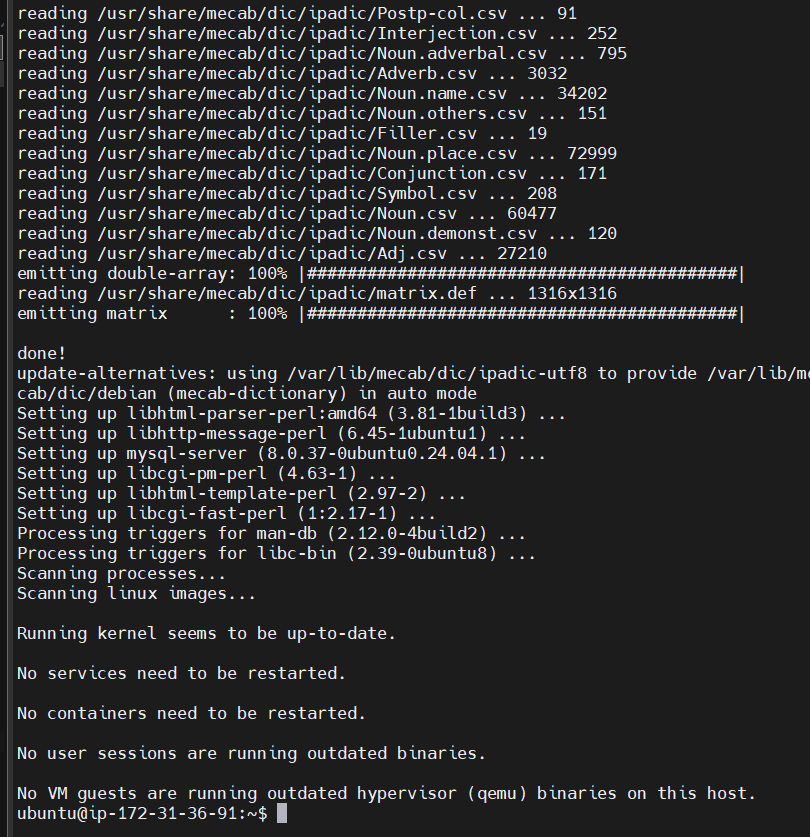 reading /usr/share/mecab/dic/ipadic/Postp-col.csv ... 91
reading /usr/share/mecab/dic/ipadic/Interjection.csv ... 252
reading /usr/share/mecab/dic/ipadic/Noun.adverbal.csv ... 795
reading /usr/share/mecab/dic/ipadic/Adverb.csv ... 3032
reading /usr/share/mecab/dic/ipadic/Noun.name.csv ... 34202
reading /usr/share/mecab/dic/ipadic/Noun.others.csv ... 151
reading /usr/share/mecab/dic/ipadic/Filler.csv ... 19
reading /usr/share/mecab/dic/ipadic/Noun.place.csv ... 72999
reading /usr/share/mecab/dic/ipadic/Conjunction.csv ... 171
reading /usr/share/mecab/dic/ipadic/Symbol.csv ... 208
reading /usr/share/mecab/dic/ipadic/Noun.csv ... 60477
reading /usr/share/mecab/dic/ipadic/Noun.demonst.csv ... 120
reading /usr/share/mecab/dic/ipadic/Adj.csv ... 27210
emitting double-array: 100% |###########################################|
reading /usr/share/mecab/dic/ipadic/matrix.def ... 1316x1316
emitting matrix      : 100% |###########################################|

done!
update-alternatives: using /var/lib/mecab/dic/ipadic-utf8 to provide /var/lib/me
cab/dic/debian (mecab-dictionary) in auto mode
Setting up libhtml-parser-perl:amd64 (3.81-1build3) ...
Setting up libhttp-message-perl (6.45-1ubuntu1) ...
Setting up mysql-server (8.0.37-0ubuntu0.24.04.1) ...
Setting up libcgi-pm-perl (4.63-1) ...
Setting up libhtml-template-perl (2.97-2) ...
Setting up libcgi-fast-perl (1:2.17-1) ...
Processing triggers for man-db (2.12.0-4build2) ...
Processing triggers for libc-bin (2.39-0ubuntu8) ...
Scanning processes...
Scanning linux images...

Running kernel seems to be up-to-date.

No services need to be restarted.

No containers need to be restarted.

No user sessions are running outdated binaries.

No VM guests are running outdated hypervisor (qemu) binaries on this host.
ubuntu@ip-172-31-36-91:~$